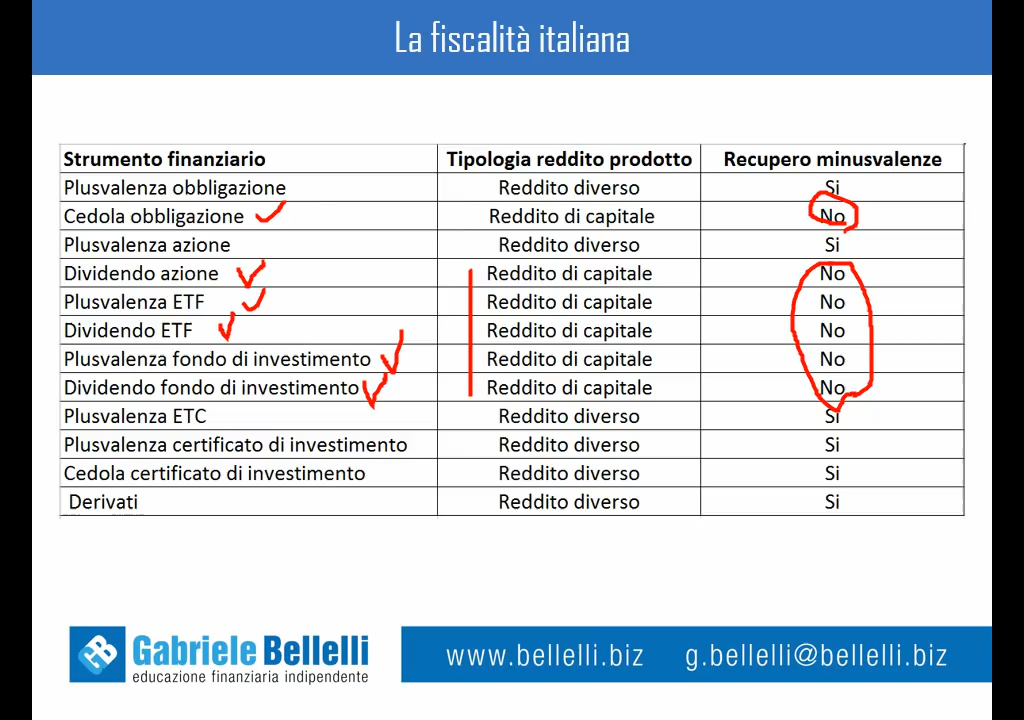 La fiscalità italiana
Strumento finanziario Tipologia reddito prodotto Recupero minusvalenze
Plusvalenza obbligazione Reddito diverso Si
Cedola obbligazione Reddito di capitale No
Plusvalenza azione Reddito diverso Si
Dividendo azione Reddito di capitale No
Plusvalenza ETF Reddito di capitale No
Dividendo ETF Reddito di capitale No
Plusvalenza fondo di investimento Reddito di capitale No
Dividendo fondo di investimento Reddito di capitale No
Plusvalenza ETC Reddito diverso Si
Plusvalenza certificato di investimento Reddito diverso Si
Cedola certificato di investimento Reddito diverso Si
Derivati Reddito diverso Si
GB Gabriele Bellelli
educazione finanziaria indipendente
www.bellelli.biz g.bellelli@bellelli.biz